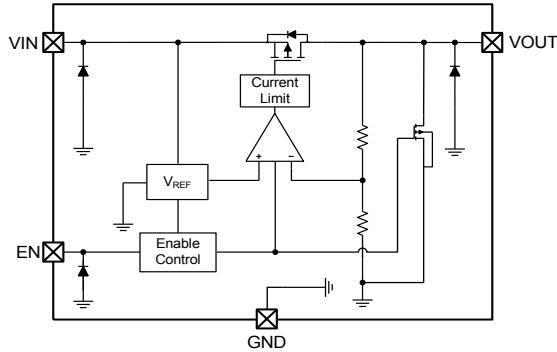 VIN
VOUT
Current
Limit
+
−
VREF
EN
Enable
Control
GND